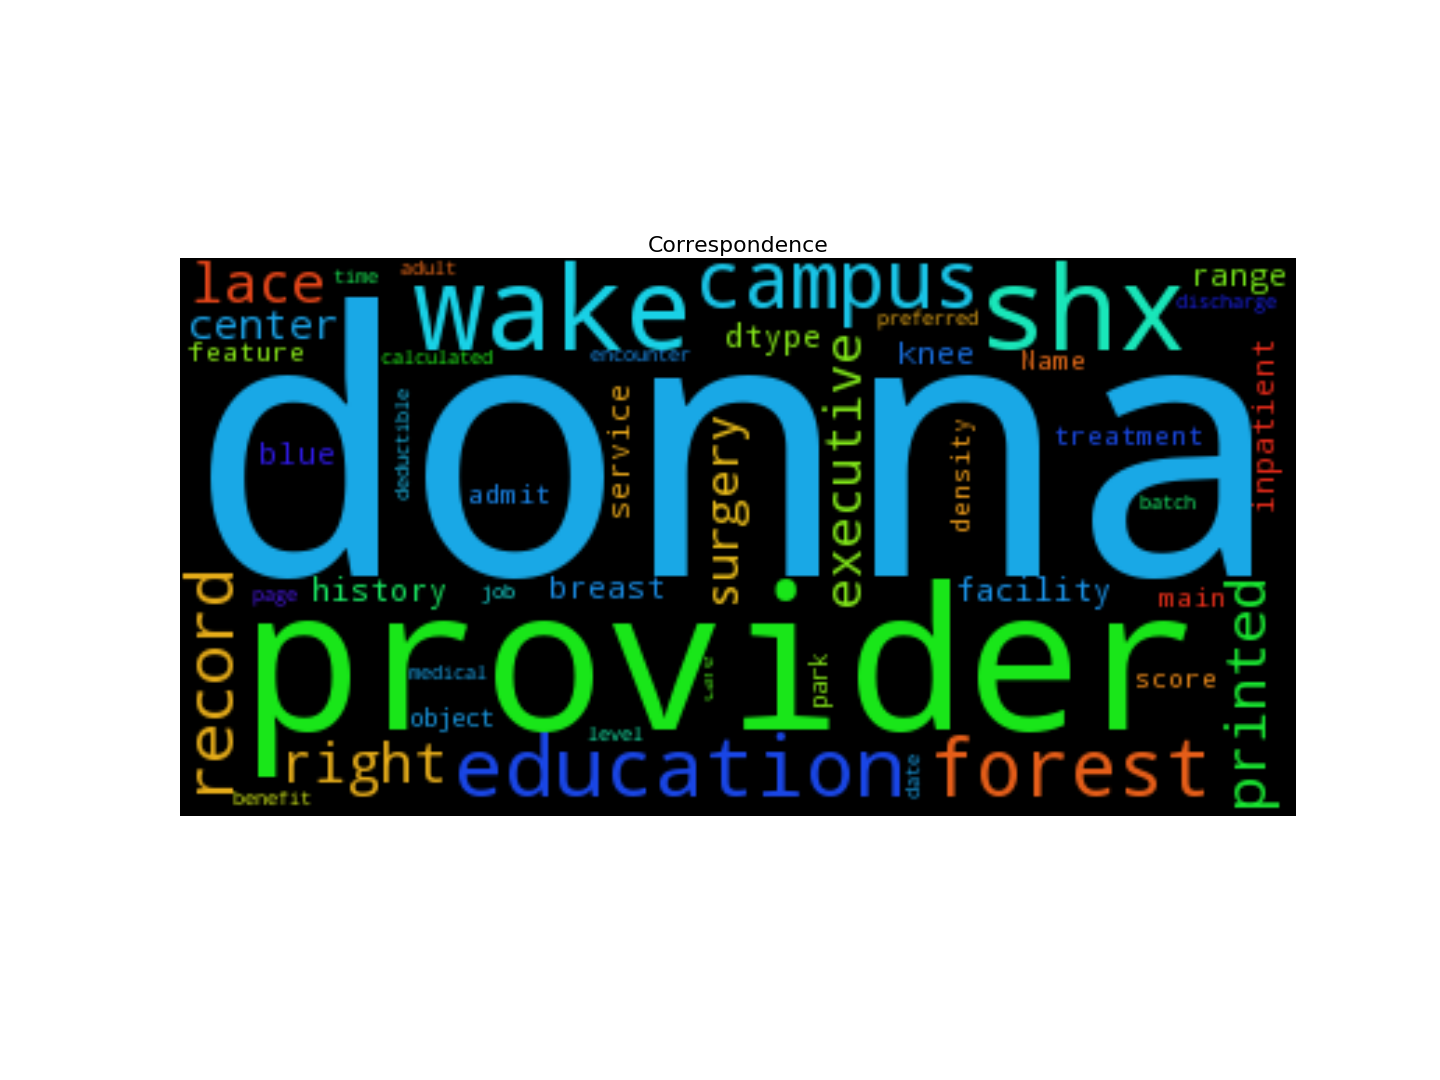 Correspondence
lace
time
adult
wake
campus
shx
range
discharge
center
preferred
feature
calculated
encounter
dtype
knee
Name
donna
executive
inpatient
deductible
service
surgery
density
treatment
blue
admit
batch
record
page
history
job
breast
facility
main
printed
provider
medical
care
park
score
object
level
right
education
date
forest
benefit